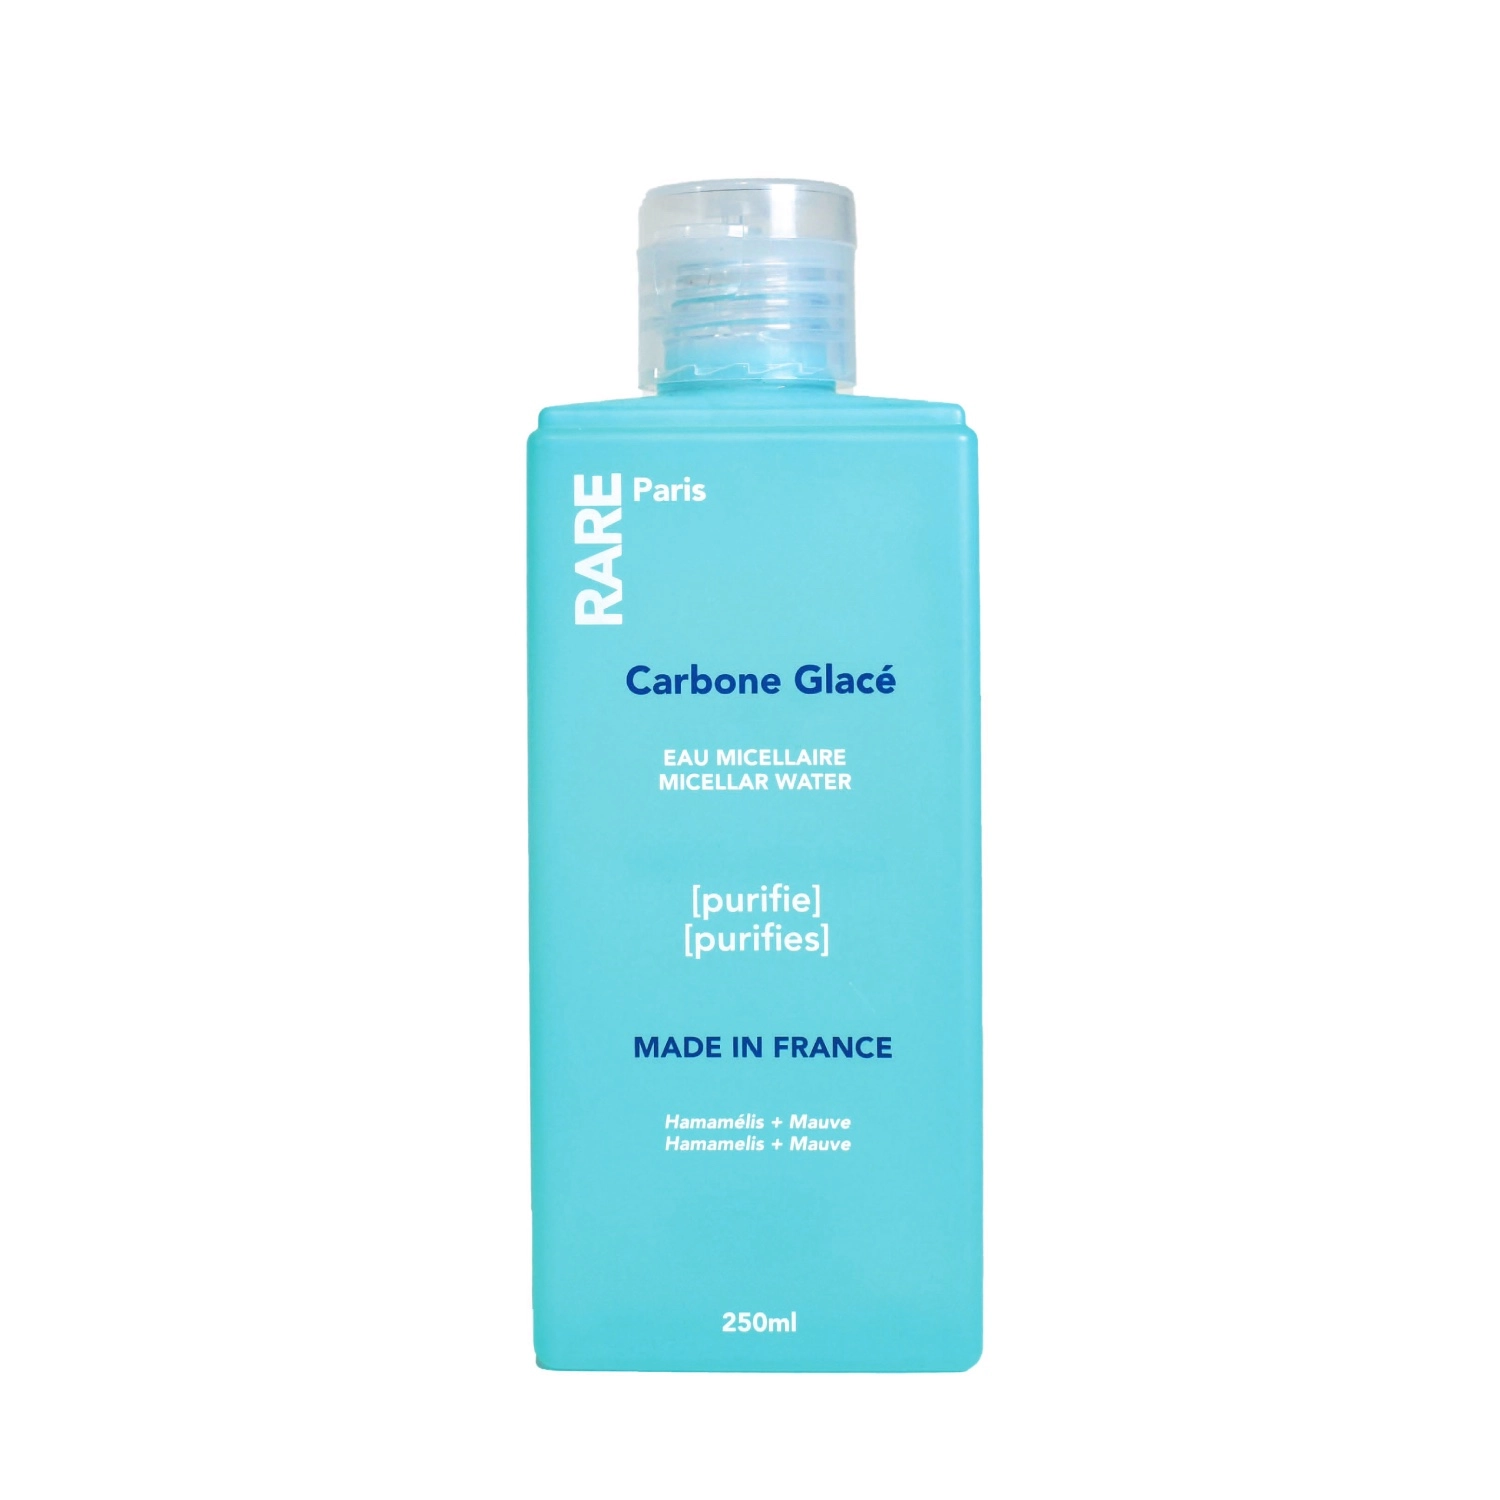 RARE Paris
Carbone Glacé
EAU MICELLAIRE
MICELLAR WATER
[purifie]
[purifies]
MADE IN FRANCE
Hamamélis + Mauve
Hamamelis + Mauve
250ml